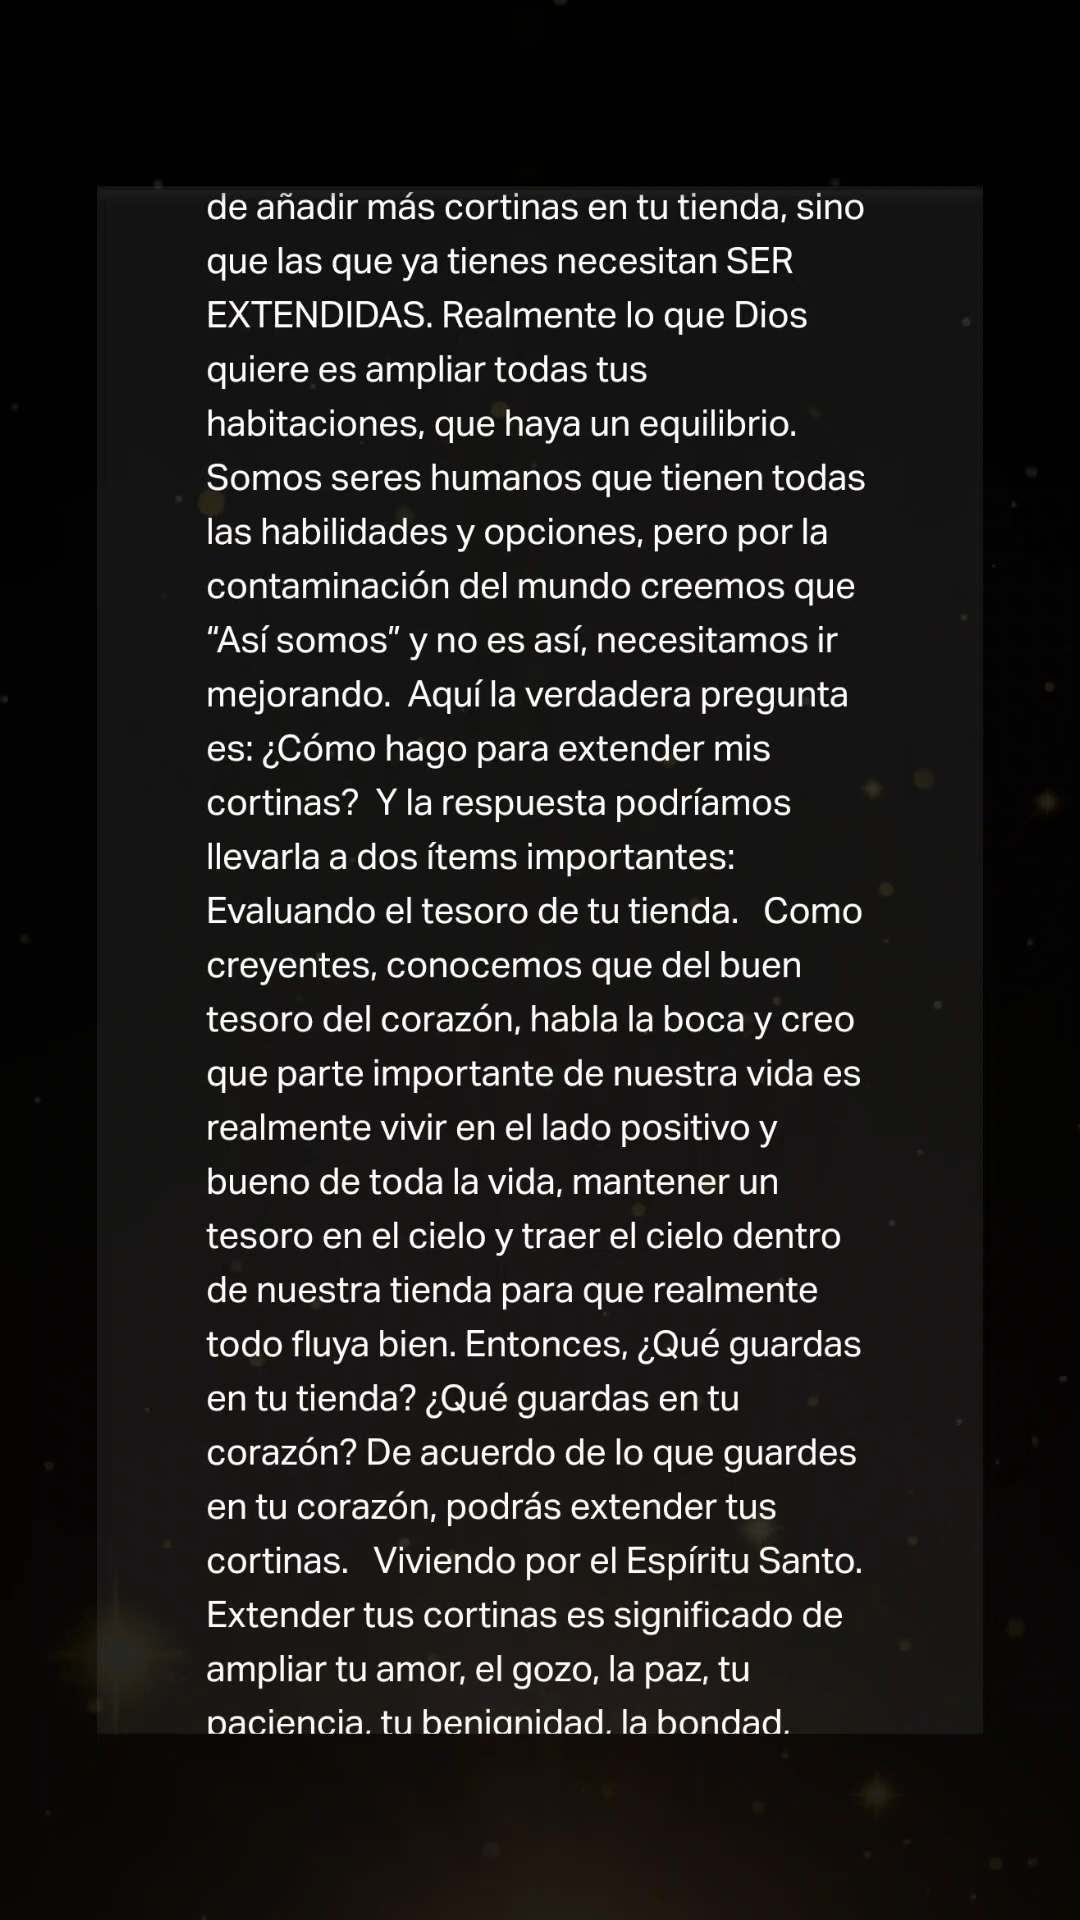 de añadir más cortinas en tu tienda, sino
que las que ya tienes necesitan SER
EXTENDIDAS. Realmente lo que Dios
quiere es ampliar todas tus
habitaciones, que haya un equilibrio.
Somos seres humanos que tienen todas
las habilidades y opciones, pero por la
contaminación del mundo creemos que
“Así somos” y no es así, necesitamos ir
mejorando.  Aquí la verdadera pregunta
es: ¿Cómo hago para extender mis
cortinas?  Y la respuesta podríamos
llevarla a dos ítems importantes:
Evaluando el tesoro de tu tienda.   Como
creyentes, conocemos que del buen
tesoro del corazón, habla la boca y creo
que parte importante de nuestra vida es
realmente vivir en el lado positivo y
bueno de toda la vida, mantener un
tesoro en el cielo y traer el cielo dentro
de nuestra tienda para que realmente
todo fluya bien. Entonces, ¿Qué guardas
en tu tienda? ¿Qué guardas en tu
corazón? De acuerdo de lo que guardes
en tu corazón, podrás extender tus
cortinas.   Viviendo por el Espíritu Santo.
Extender tus cortinas es significado de
ampliar tu amor, el gozo, la paz, tu
paciencia, tu benignidad, la bondad,